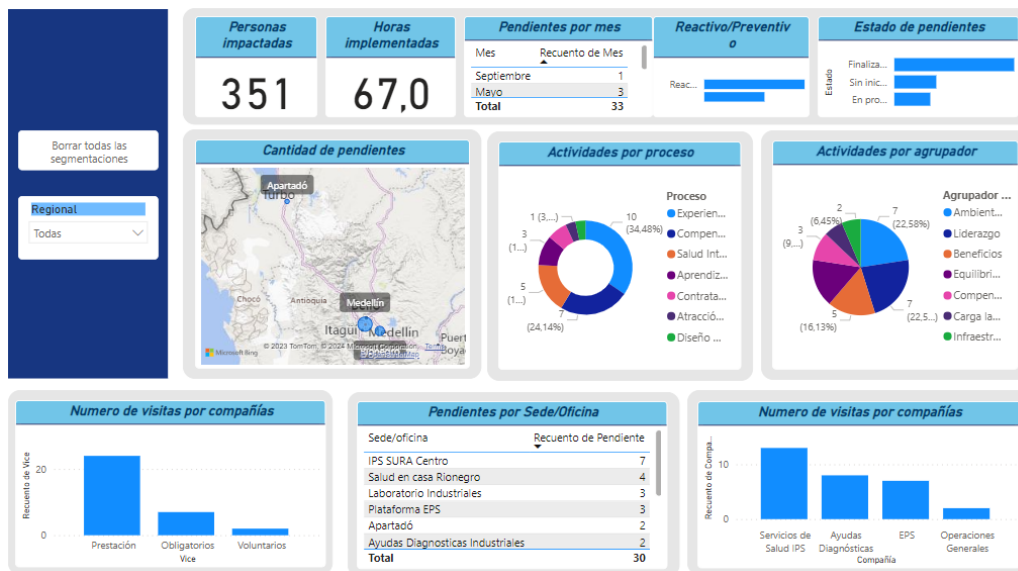 Borrar todas las
segmentaciones
Regional
Todas
Personas
impactadas
351
Horas
implementadas
67,0
Pendientes por mes
Mes Recuento de Mes
Septiembre 1
Mayo 3
Total 33
Reactivo/Preventiv
o
Reac...
Estado de pendientes
Estado
Finaliza...
Sin inic...
En pro...
Cantidad de pendientes
Apartadó
Turbo
Chocó
Antioquia
Medellín
Itagui
Medellin
Puert
Boya
Microsoft Bing
© 2023 TomTom, © 2024 Microsoft Corporation
Actividades por proceso
1 (3,...)
3
(1...)
5
(1...)
7
(24,14%)
10
(34,48%)
Proceso
Experien...
Compen...
Salud Int...
Aprendiz...
Contrata...
Atracció...
Diseño ...
Actividades por agrupador
2
(6,45%)
3
(9,...)
5
(16,13%)
7
(22,5...)
7
(22,58%)
Agrupador ...
Ambient...
Liderazgo
Beneficios
Equilibri...
Compen...
Carga la...
Infraestr...
Numero de visitas por compañías
Recuento de Vice
20
0
Prestación
Obligatorios
Voluntarios
Vice
Pendientes por Sede/Oficina
Sede/oficina Recuento de Pendiente
IPS SURA Centro 7
Salud en casa Rionegro 4
Laboratorio Industriales 3
Plataforma EPS 3
Apartadó 2
Ayudas Diagnosticas Industriales 2
Total 30
Numero de visitas por compañías
Recuento de Compa...
10
0
Servicios de
Salud IPS
Ayudas
Diagnósticas
EPS
Operaciones
Generales
Compañía